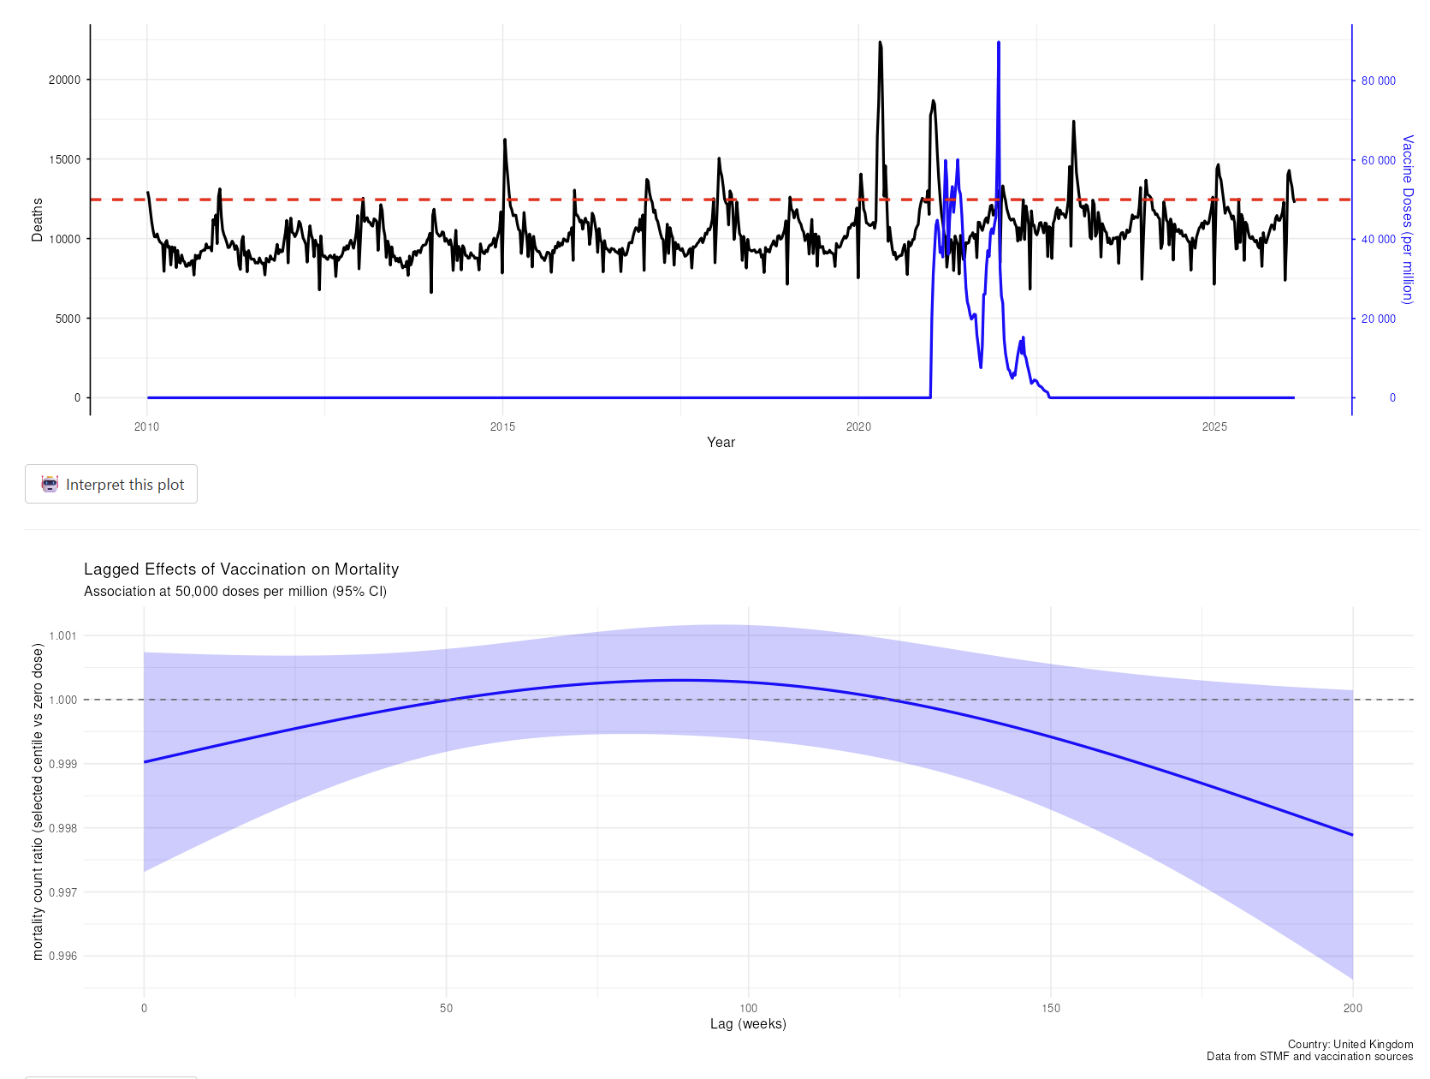 20000
15000
10000
5000
0
Deaths
80 000
60 000
40 000
20 000
0
Vaccine Doses (per million)
2010
2015
2020
2025
Year
Interpret this plot
Lagged Effects of Vaccination on Mortality
Association at 50,000 doses per million (95% CI)
1.001
1.000
0.999
0.998
0.997
0.996
mortality count ratio (selected centile vs zero dose)
0
50
100
150
200
Lag (weeks)
Country: United Kingdom
Data from STMF and vaccination sources